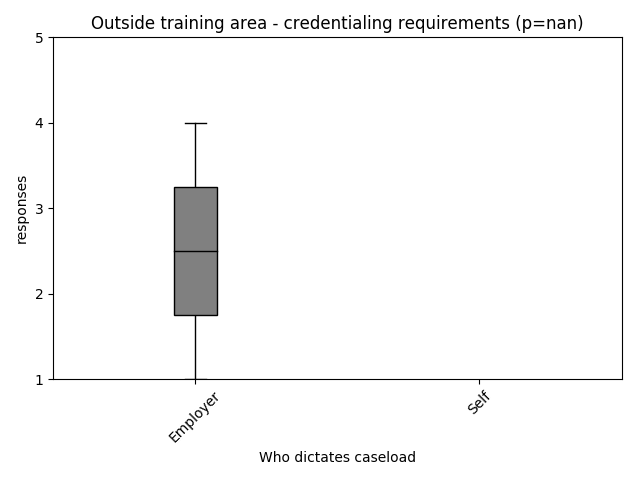 Outside training area - credentialing requirements (p=nan)
5
4
3
2
1
responses
Employer
Self
Who dictates caseload